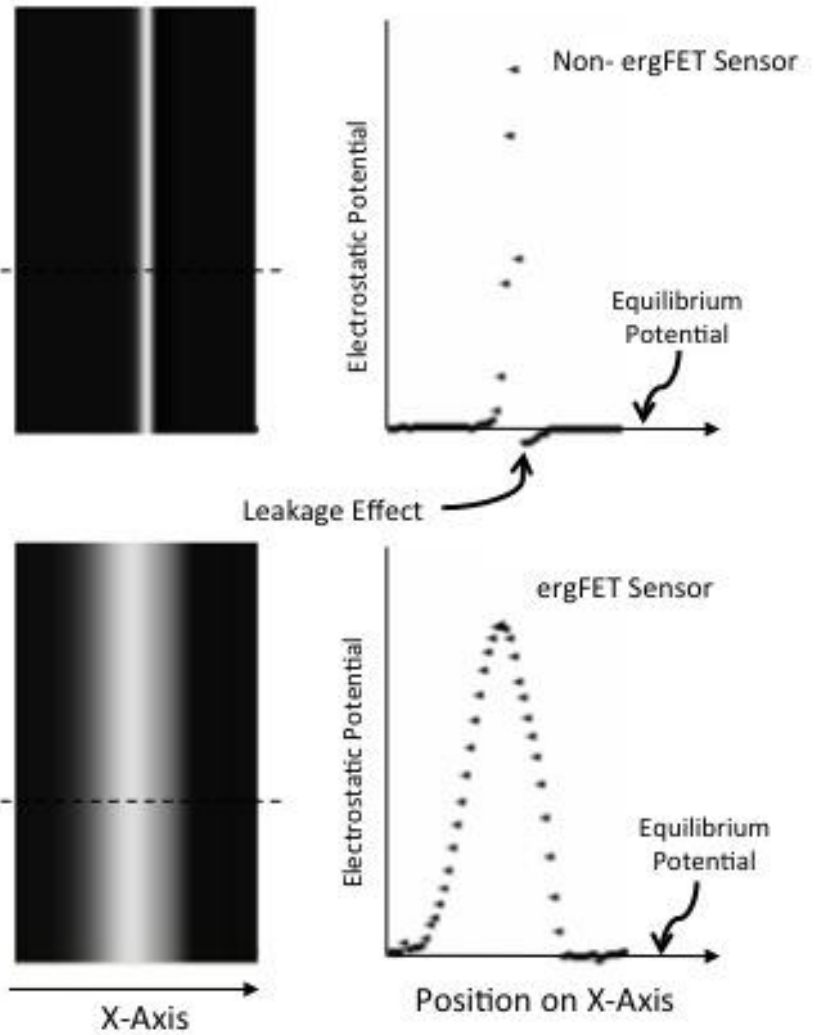 Non- ergFET Sensor
Electrostatic Potential
Equilibrium
Potential
Leakage Effect
ergFET Sensor
Electrostatic Potential
Equilibrium
Potential
X-Axis
Position on X-Axis